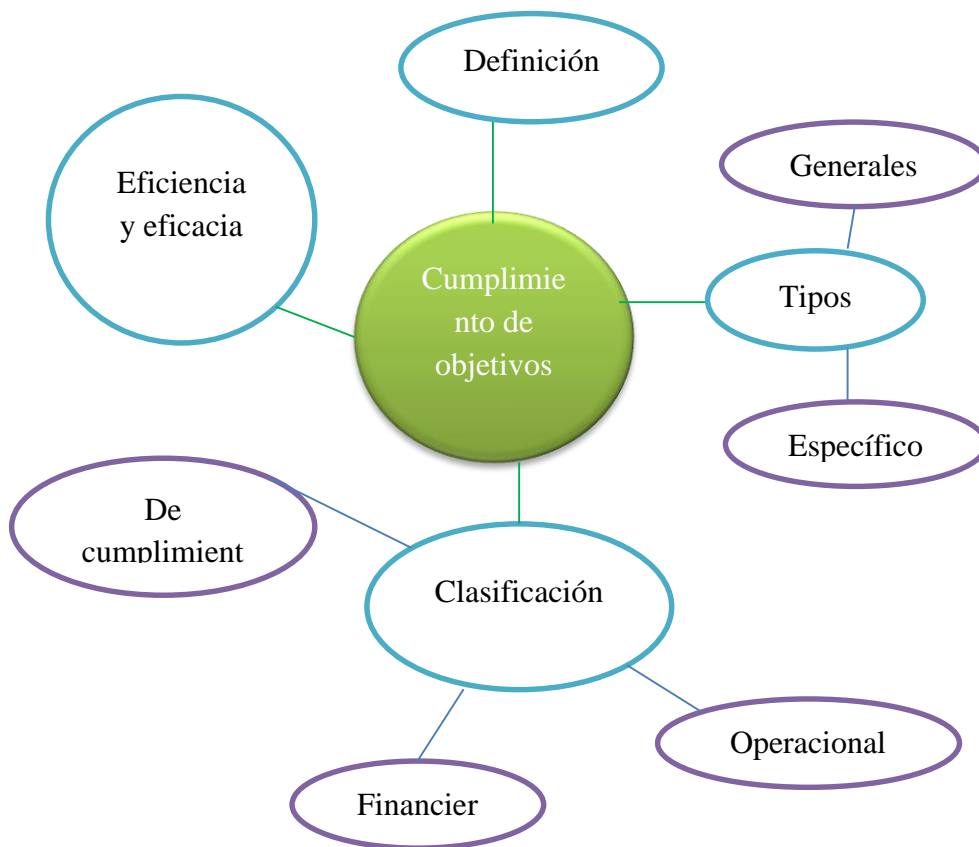 Definición
Eficiencia
y eficacia
Generales
Cumplimie
nto de
objetivos
Tipos
Específico
De
cumplimient
Clasificación
Operacional
Financier